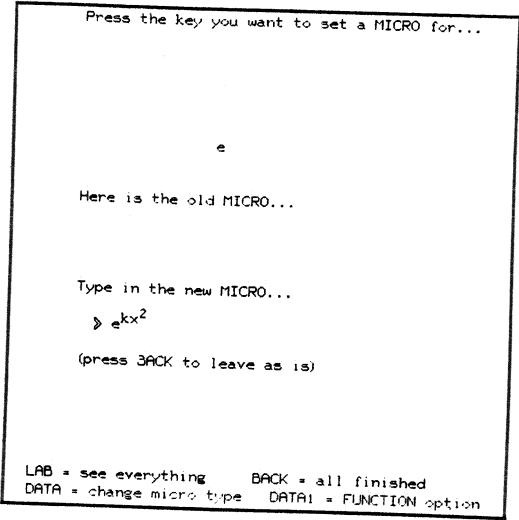 Press the key you want to set a MICRO for...
e
Here is the old MICRO...
Type in the new MICRO...
> e^kx^2
(press BACK to leave as is)
LAB = see everything BACK = all finished
DATA = change micro type DATA1 = FUNCTION option